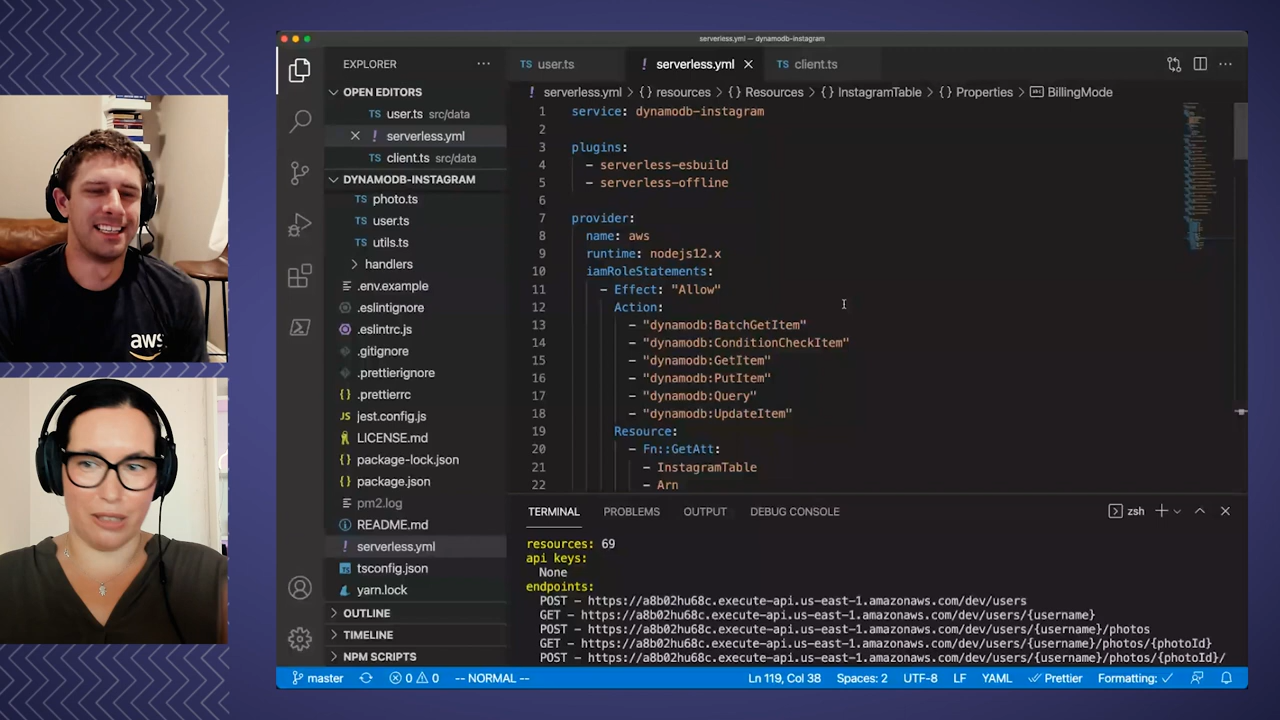 serverless.yml — dynamodb-instagram
EXPLORER
user.ts
serverless.yml
client.ts
OPEN EDITORS
user.ts src/data
serverless.yml
client.ts src/data
DYNAMODB-INSTAGRAM
photo.ts
user.ts
utils.ts
handlers
.env.example
.eslintignore
.eslintrc.js
.gitignore
.prettierignore
.prettierrc
jest.config.js
LICENSE.md
package-lock.json
package.json
pm2.log
README.md
serverless.yml
tsconfig.json
yarn.lock
OUTLINE
TIMELINE
NPM SCRIPTS
serverless.yml > {} resources > {} Resources > {} InstagramTable > {} Properties > BillingMode
1 service: dynamodb-instagram
2
3 plugins:
4 - serverless-esbuild
5 - serverless-offline
6
7 provider:
8 name: aws
9 runtime: nodejs12.x
10 iamRoleStatements:
11 - Effect: "Allow"
12 Action:
13 - "dynamodb:BatchGetItem"
14 - "dynamodb:ConditionCheckItem"
15 - "dynamodb:GetItem"
16 - "dynamodb:PutItem"
17 - "dynamodb:Query"
18 - "dynamodb:UpdateItem"
19 Resource:
20 - Fn::GetAtt:
21 - InstagramTable
22 - Arn
TERMINAL PROBLEMS OUTPUT DEBUG CONSOLE zsh
resources: 69
api keys:
None
endpoints:
POST - https://a8b02hu68c.execute-api.us-east-1.amazonaws.com/dev/users
GET - https://a8b02hu68c.execute-api.us-east-1.amazonaws.com/dev/users/{username}
POST - https://a8b02hu68c.execute-api.us-east-1.amazonaws.com/dev/users/{username}/photos
GET - https://a8b02hu68c.execute-api.us-east-1.amazonaws.com/dev/users/{username}/photos/{photoId}
POST - https://a8b02hu68c.execute-api.us-east-1.amazonaws.com/dev/users/{username}/photos/{photoId}/
master 0 0 -- NORMAL -- Ln 119, Col 38 Spaces: 2 UTF-8 LF YAML Prettier Formatting:
aws